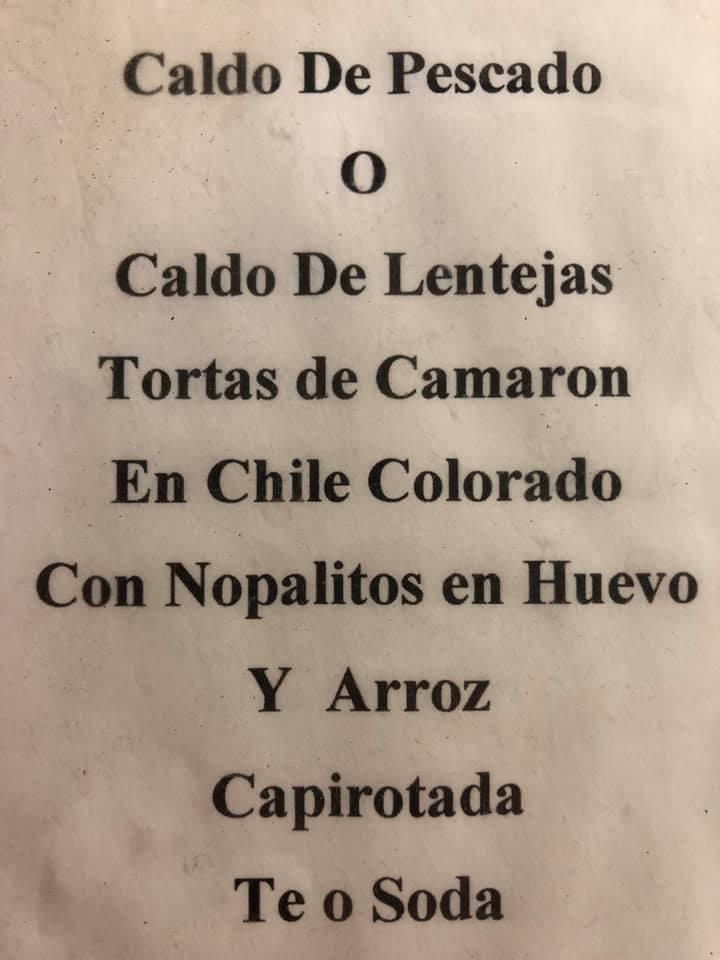 Caldo De Pescado
O
Caldo De Lentejas
Tortas de Camaron
En Chile Colorado
Con Nopalitos en Huevo
Y Arroz
Capirotada
Te o Soda